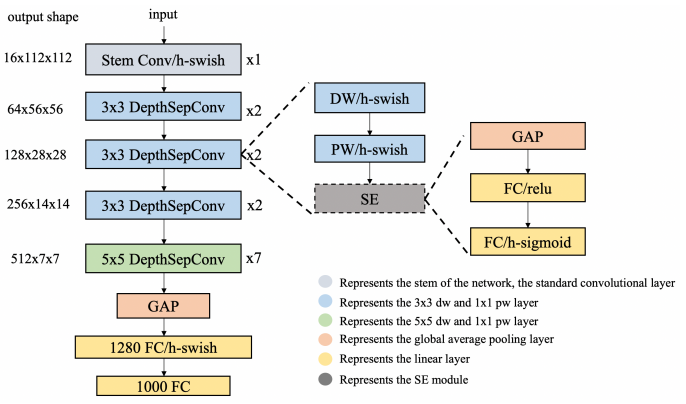 output shape
input
16x112x112
Stem Conv/h-swish
x1
64x56x56
3x3 DepthSepConv
x2
128x28x28
3x3 DepthSepConv
x2
256x14x14
3x3 DepthSepConv
x2
512x7x7
5x5 DepthSepConv
x7
GAP
1280 FC/h-swish
1000 FC
DW/h-swish
PW/h-swish
SE
GAP
FC/relu
FC/h-sigmoid
Represents the stem of the network, the standard convolutional layer
Represents the 3x3 dw and 1x1 pw layer
Represents the 5x5 dw and 1x1 pw layer
Represents the global average pooling layer
Represents the linear layer
Represents the SE module